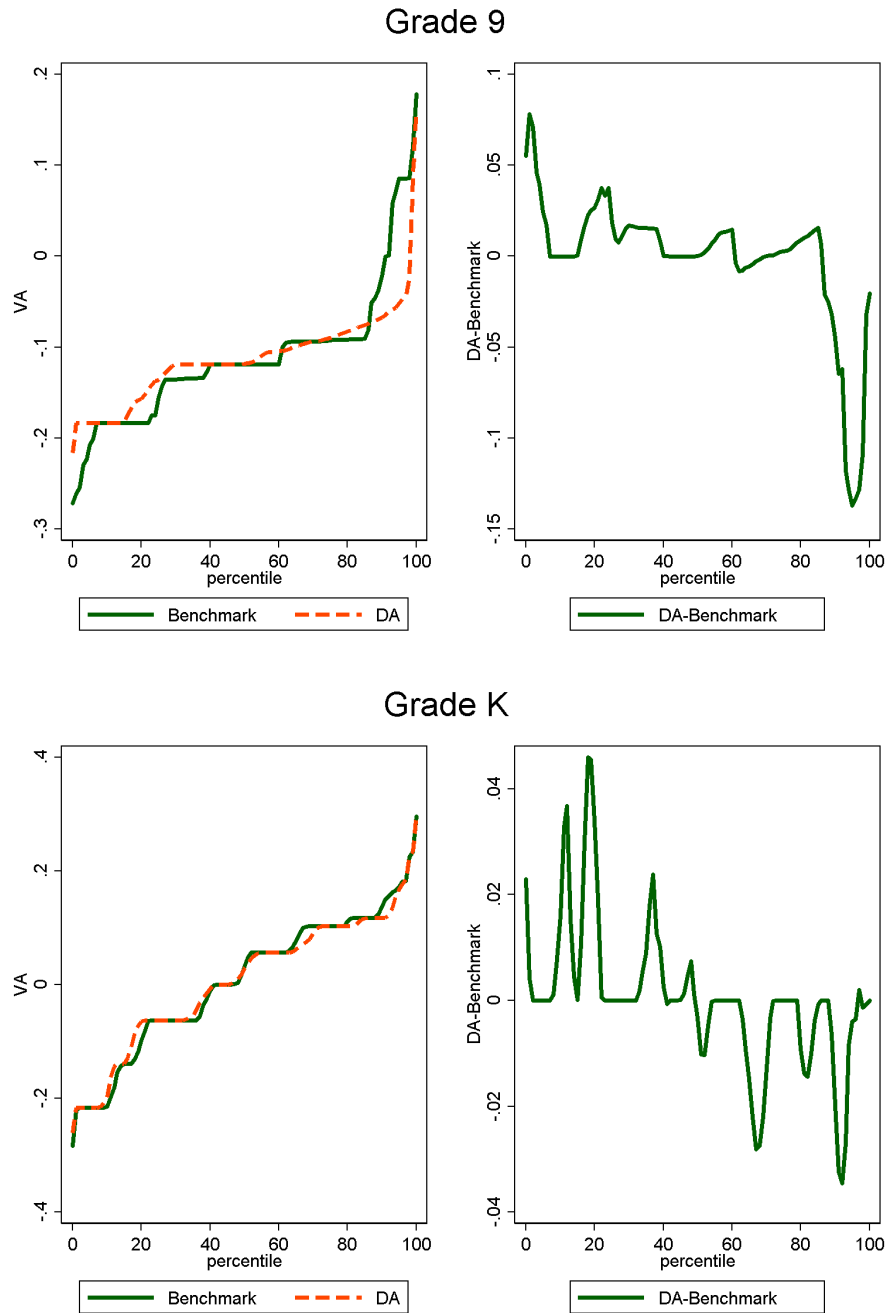 Grade 9
.2
.1
0
-.1
-.2
-.3
VA
0 20 40 60 80 100
percentile
Benchmark DA
.1
.05
0
-.05
-.1
-.15
DA-Benchmark
0 20 40 60 80 100
percentile
DA-Benchmark
Grade K
.4
.2
0
-.2
-.4
VA
0 20 40 60 80 100
percentile
Benchmark DA
.04
.02
0
-.02
-.04
DA-Benchmark
0 20 40 60 80 100
percentile
DA-Benchmark